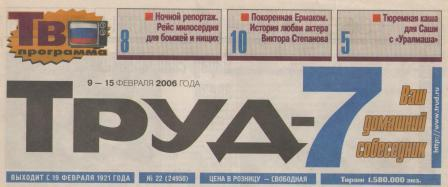 ТВ
программа
8
Ночной репортаж.
Рейс милосердия
для бомжей и нищих
10
Покоренная Ермаком.
История любви актера
Виктора Степанова
5
Тюремная каша
для Саши
с «Уралмаша»
9 – 15 ФЕВРАЛЯ 2006 ГОДА
ТРУД-7
Ваш
домашний
собеседник
http://www.trud.ru
ВЫХОДИТ С 19 ФЕВРАЛЯ 1921 ГОДА
№ 22 (24950)
ЦЕНА В РОЗНИЦУ – СВОБОДНАЯ
Тираж 1.580.000 экз.